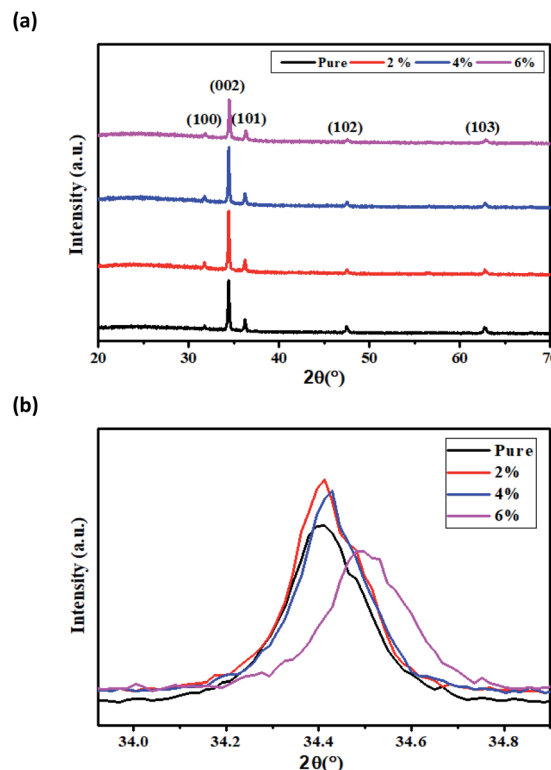 (a)
Pure 2 % 4% 6%
(002)
(100) (101) (102) (103)
Intensity (a.u.)
20 30 40 50 60 70
2θ(°)
(b)
Pure
2%
4%
6%
Intensity (a.u.)
34.0 34.2 34.4 34.6 34.8
2θ(°)